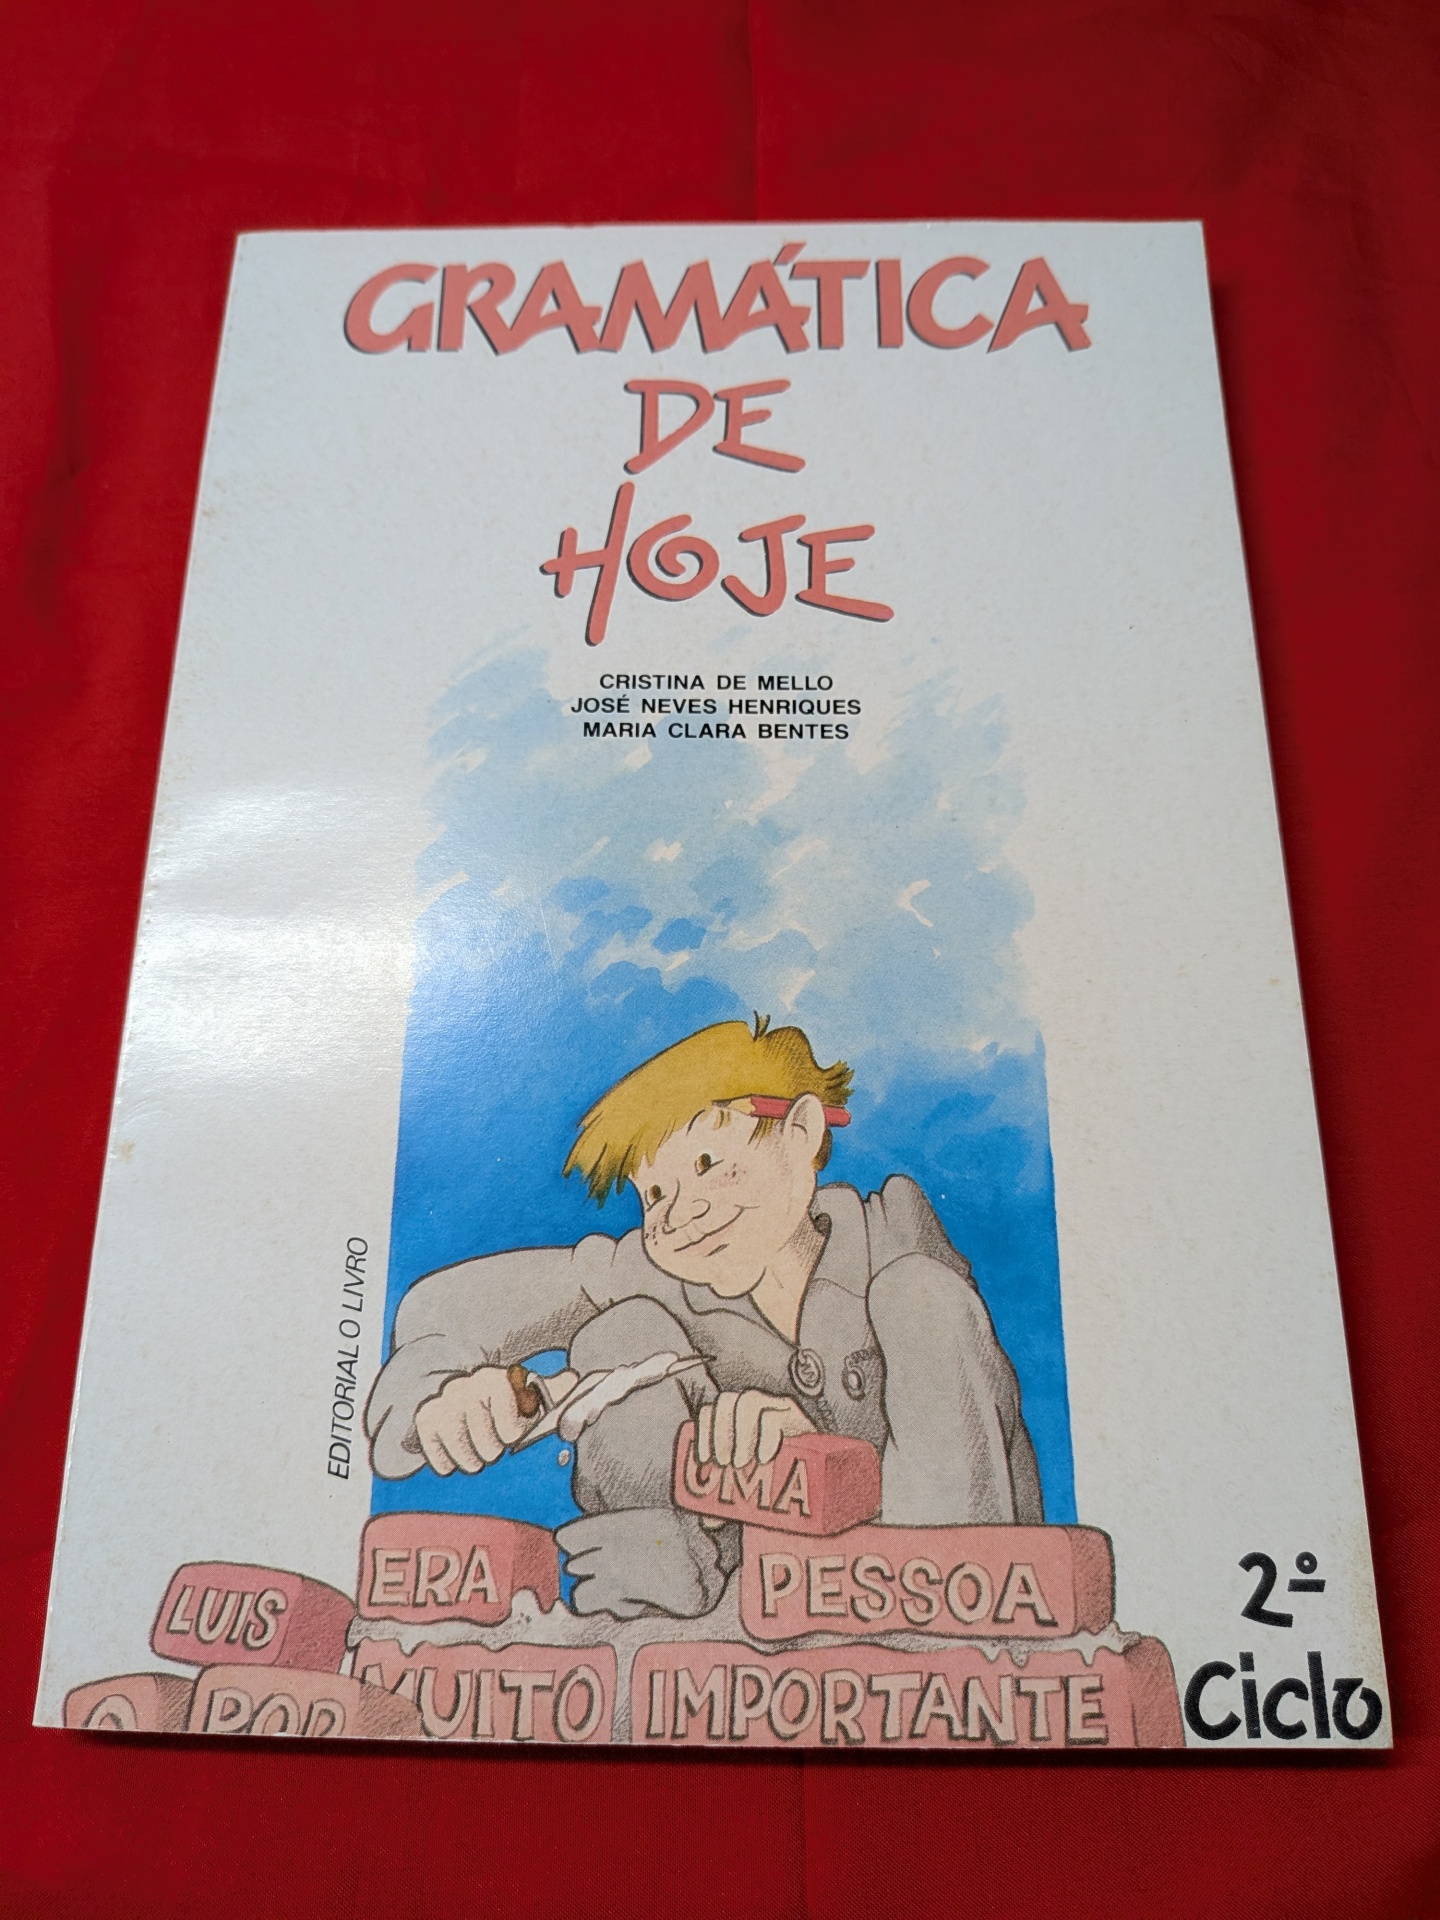 GRAMÁTICA
DE
HOJE
CRISTINA DE MELLO
JOSÉ NEVES HENRIQUES
MARIA CLARA BENTES
EDITORIAL O LIVRO
UMA
ERA
PESSOA
LUIS
O POR
MUITO
IMPORTANTE
2º
Ciclo